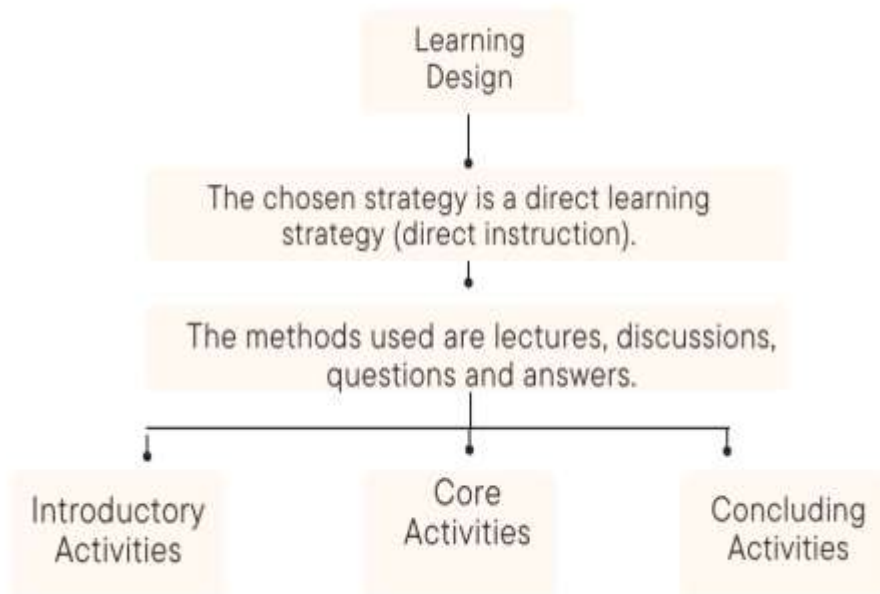 Learning
Design
The chosen strategy is a direct learning
strategy (direct instruction).
The methods used are lectures, discussions,
questions and answers.
Introductory
Activities
Core
Activities
Concluding
Activities